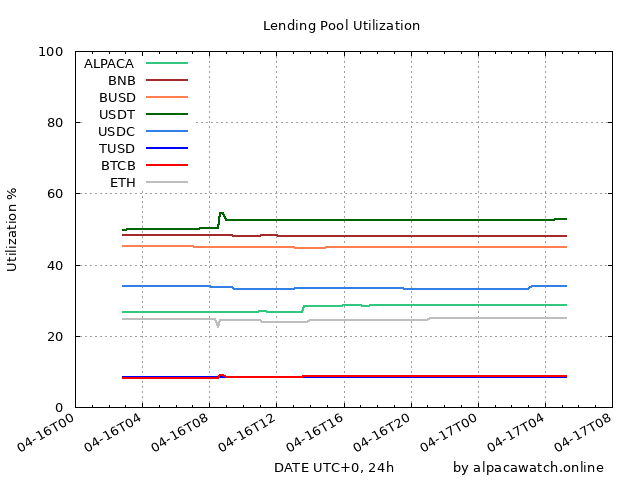 Lending Pool Utilization
100
80
60
40
20
0
Utilization %
ALPACA
BNB
BUSD
USDT
USDC
TUSD
BTCB
ETH
04-16T00
04-16T04
04-16T08
04-16T12
04-16T16
04-16T20
04-17T00
04-17T04
04-17T08
DATE UTC+0, 24h
by alpacawatch.online